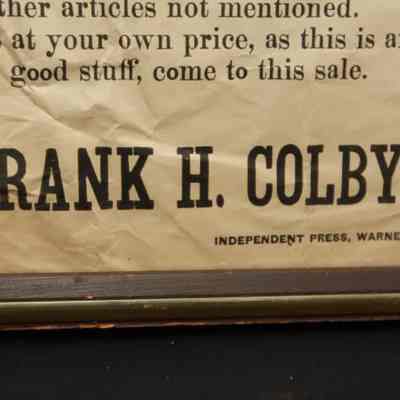 ther articles not mentioned.
at your own price, as this is a
good stuff, come to this sale.
RANK H. COLBY
INDEPENDENT PRESS, WARNE